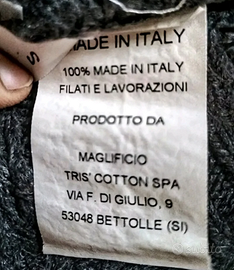 MADE IN ITALY
100% MADE IN ITALY
FILATI E LAVORAZIONI
PRODOTTO DA
MAGLIFICIO
TRIS' COTTON SPA
VIA F. DI GIULIO, 9
53048 BETTOLLE (SI)
S